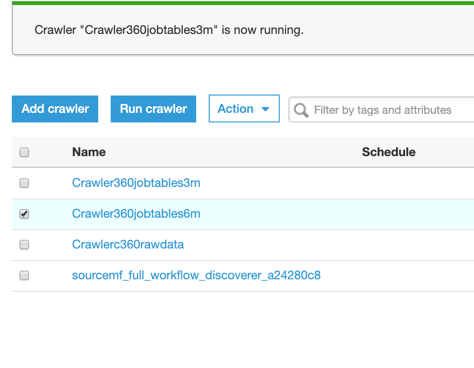 Crawler "Crawler360jobtables3m" is now running.
Add crawler Run crawler Action Filter by tags and attributes
Name Schedule
Crawler360jobtables3m
Crawler360jobtables6m
Crawlerc360rawdata
sourcemf_full_workflow_discoverer_a24280c8